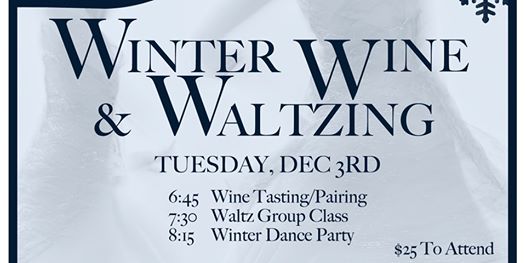 Winter Wine
& Waltzing
TUESDAY, DEC 3RD
6:45 Wine Tasting/Pairing
7:30 Waltz Group Class
8:15 Winter Dance Party
$25 To Attend